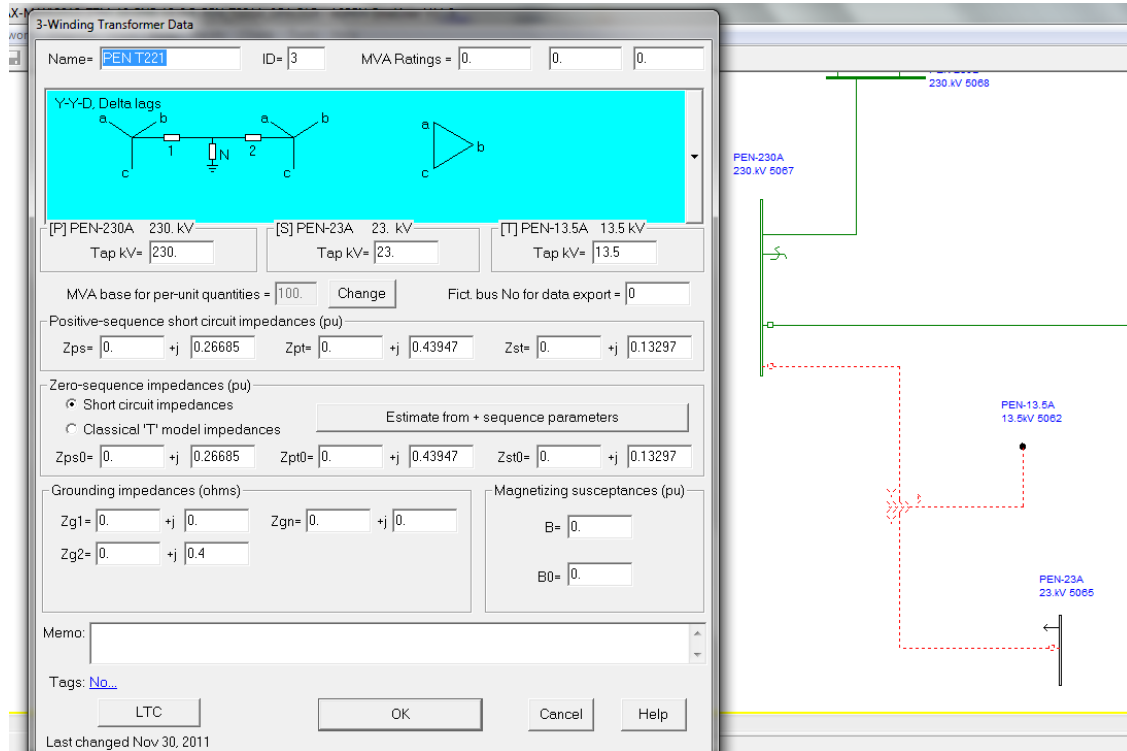 3-Winding Transformer Data
Name= PEN T221 ID= 3 MVA Ratings = 0. 0. 0.
Y-Y-D, Delta lags
a b a b a
1 N 2 b
c c c
[P] PEN-230A 230. kV [S] PEN-23A 23. kV [T] PEN-13.5A 13.5 kV
Tap kV= 230. Tap kV= 23. Tap kV= 13.5
MVA base for per-unit quantities = 100. Change Fict. bus No for data export = 0
Positive-sequence short circuit impedances (pu)
Zps= 0. +j 0.26685 Zpt= 0. +j 0.43947 Zst= 0. +j 0.13297
Zero-sequence impedances (pu)
Short circuit impedances
Classical 'T' model impedances
Estimate from + sequence parameters
Zps0= 0. +j 0.26685 Zpt0= 0. +j 0.43947 Zst0= 0. +j 0.13297
Grounding impedances (ohms)
Zg1= 0. +j 0. Zgn= 0. +j 0.
Zg2= 0. +j 0.4
Magnetizing susceptances (pu)
B= 0.
B0= 0.
Memo:
Tags: No...
LTC OK Cancel Help
Last changed Nov 30, 2011
230.kV 5068
PEN-230A
230.kV 5067
PEN-13.5A
13.5kV 5062
PEN-23A
23.kV 5065